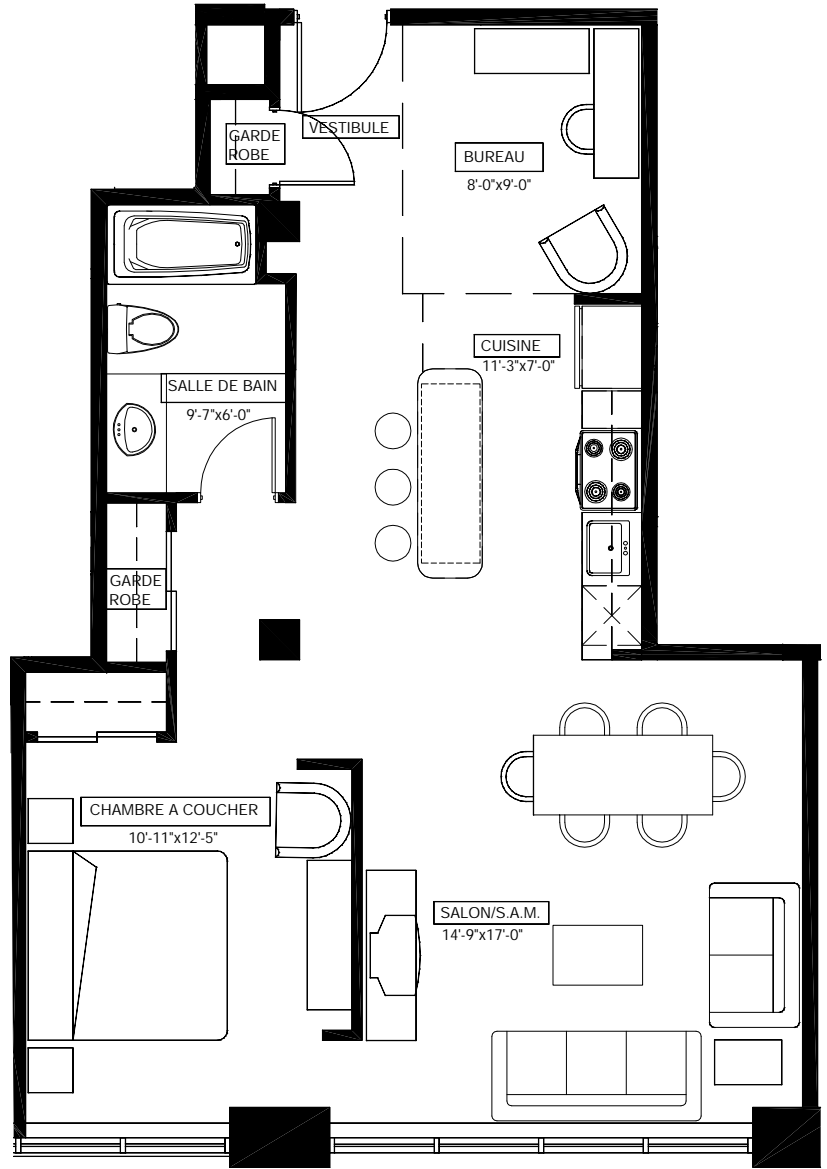 VESTIBULE
GARDE
ROBE
BUREAU
8'-0"x9'-0"
CUISINE
11'-3"x7'-0"
SALLE DE BAIN
9'-7"x6'-0"
GARDE
ROBE
CHAMBRE A COUCHER
10'-11"x12'-5"
SALON/S.A.M.
14'-9"x17'-0"